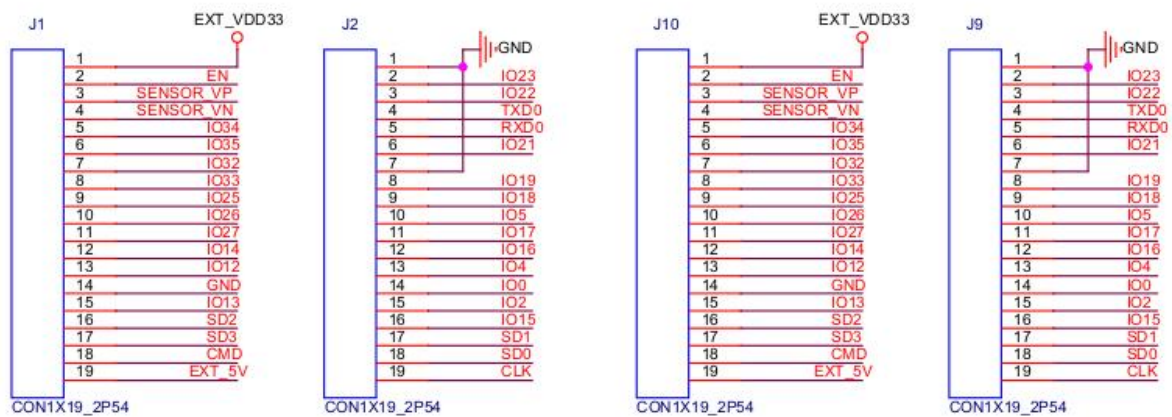 J1
EXT_VDD33
1
2 EN
3 SENSOR_VP
4 SENSOR_VN
5 IO34
6 IO35
7 IO32
8 IO33
9 IO25
10 IO26
11 IO27
12 IO14
13 IO12
14 GND
15 IO13
16 SD2
17 SD3
18 CMD
19 EXT_5V
CON1X19_2P54
J2
GND
1
2 IO23
3 IO22
4 TXD0
5 RXD0
6 IO21
7
8 IO19
9 IO18
10 IO5
11 IO17
12 IO16
13 IO4
14 IO0
15 IO2
16 IO15
17 SD1
18 SD0
19 CLK
CON1X19_2P54
J10
EXT_VDD33
1
2 EN
3 SENSOR_VP
4 SENSOR_VN
5 IO34
6 IO35
7 IO32
8 IO33
9 IO25
10 IO26
11 IO27
12 IO14
13 IO12
14 GND
15 IO13
16 SD2
17 SD3
18 CMD
19 EXT_5V
CON1X19_2P54
J9
GND
1
2 IO23
3 IO22
4 TXD0
5 RXD0
6 IO21
7
8 IO19
9 IO18
10 IO5
11 IO17
12 IO16
13 IO4
14 IO0
15 IO2
16 IO15
17 SD1
18 SD0
19 CLK
CON1X19_2P54